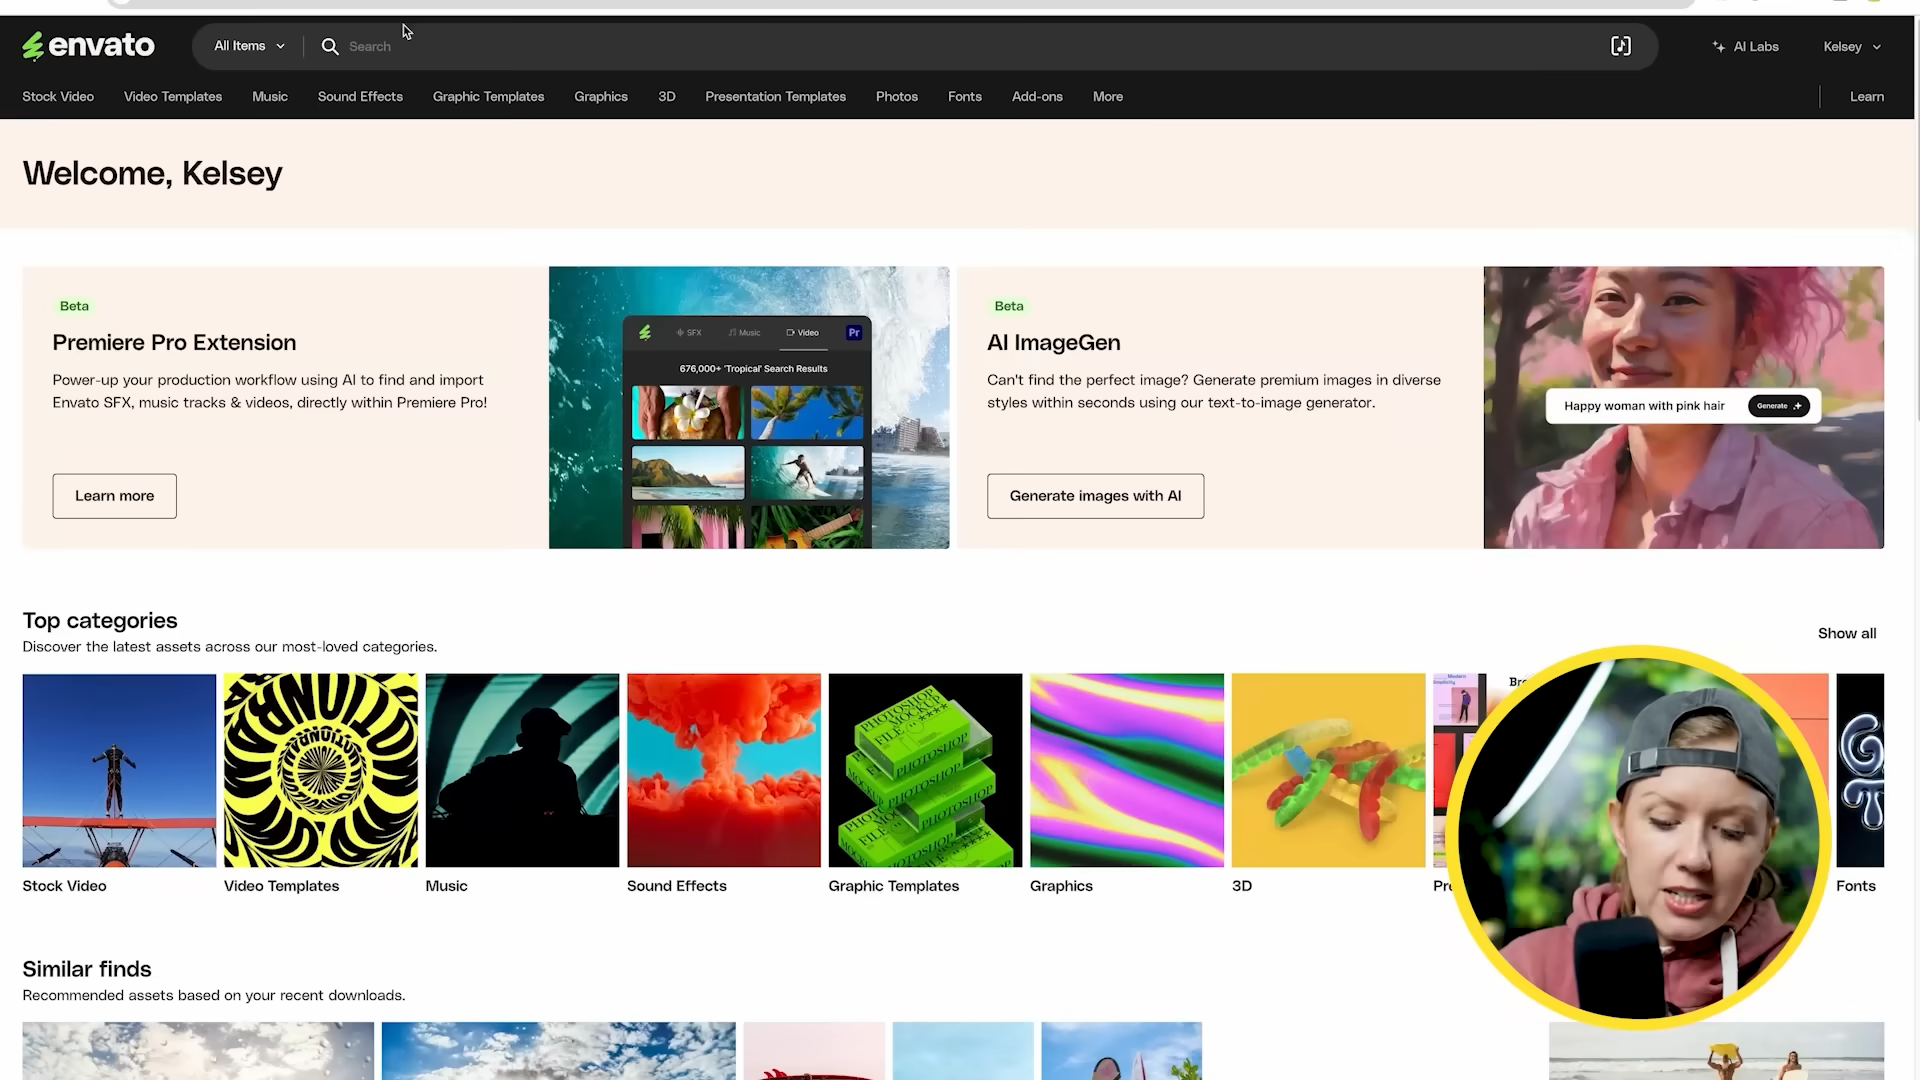 envato
All Items
Search
AI Labs
Kelsey
Stock Video
Video Templates
Music
Sound Effects
Graphic Templates
Graphics
3D
Presentation Templates
Photos
Fonts
Add-ons
More
Learn
Welcome, Kelsey
Beta
Premiere Pro Extension
Power-up your production workflow using AI to find and import
Envato SFX, music tracks & videos, directly within Premiere Pro!
Learn more
SFX
Music
Video
Pr
676,000+ 'Tropical' Search Results
Beta
AI ImageGen
Can't find the perfect image? Generate premium images in diverse
styles within seconds using our text-to-image generator.
Generate images with AI
Happy woman with pink hair
Generate
Top categories
Discover the latest assets across our most-loved categories.
Show all
PHOTOSHOP
MOCKUP
FILE
Stock Video
Video Templates
Music
Sound Effects
Graphic Templates
Graphics
3D
Fonts
Similar finds
Recommended assets based on your recent downloads.